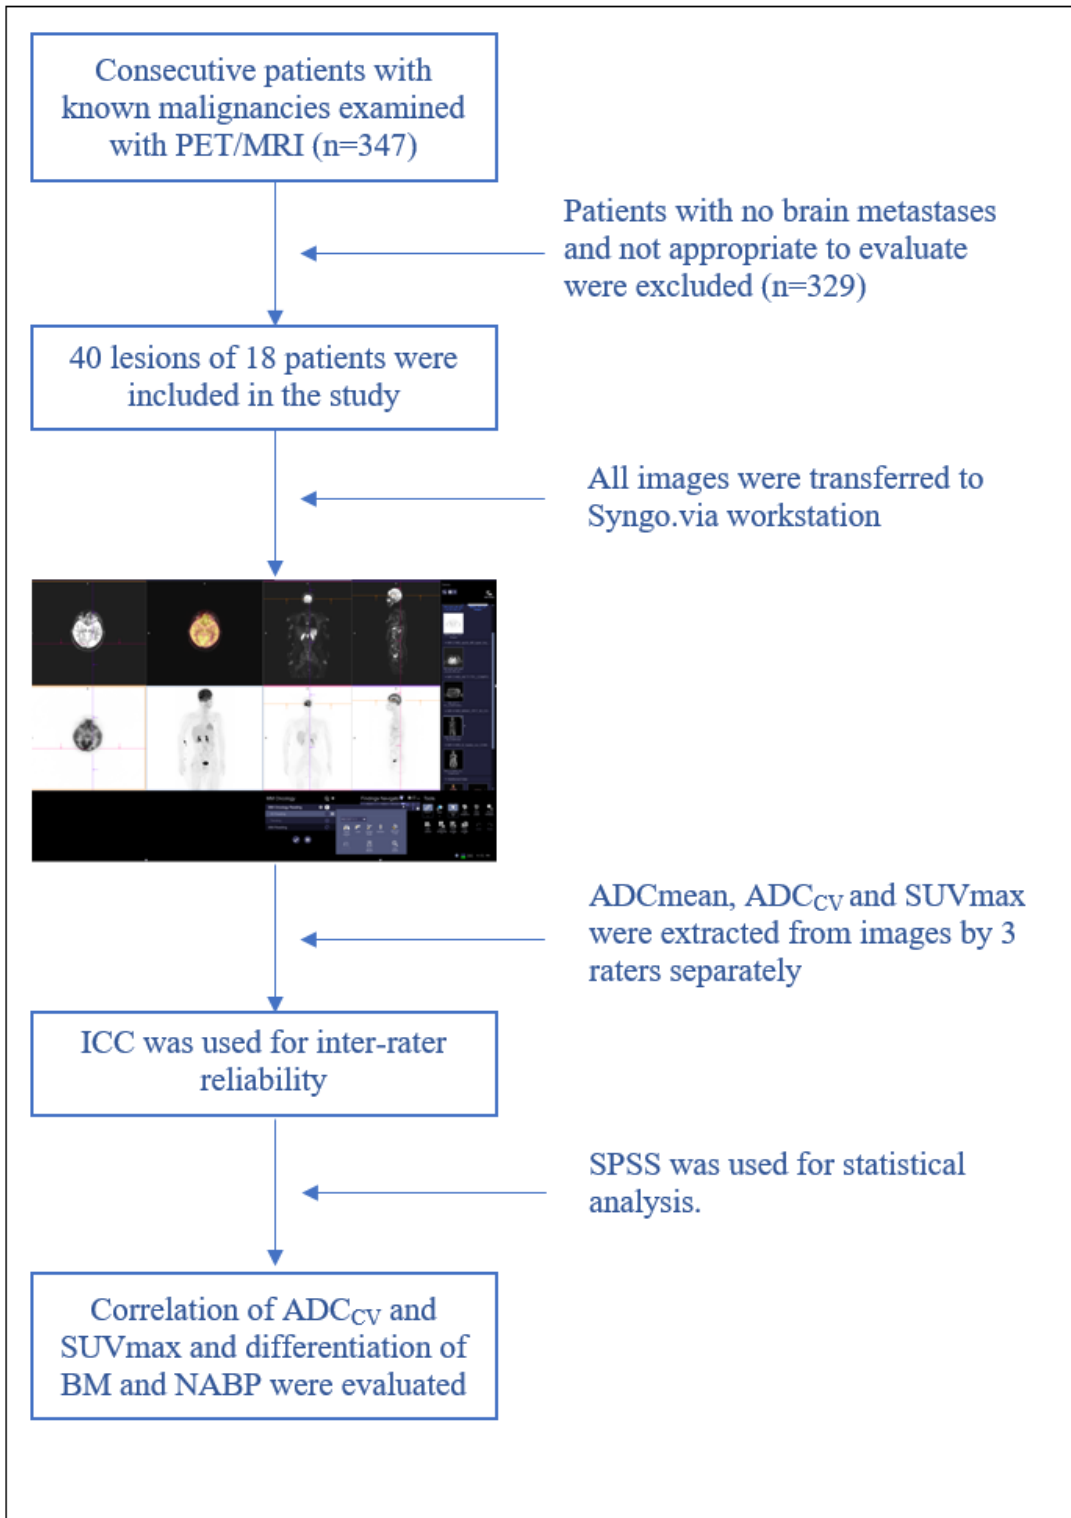 Consecutive patients with
known malignancies examined
with PET/MRI (n=347)
Patients with no brain metastases
and not appropriate to evaluate
were excluded (n=329)
40 lesions of 18 patients were
included in the study
All images were transferred to
Syngo.via workstation
ADCmean, ADCCV and SUVmax
were extracted from images by 3
raters separately
ICC was used for inter-rater
reliability
SPSS was used for statistical
analysis.
Correlation of ADCCV and
SUVmax and differentiation of
BM and NABP were evaluated